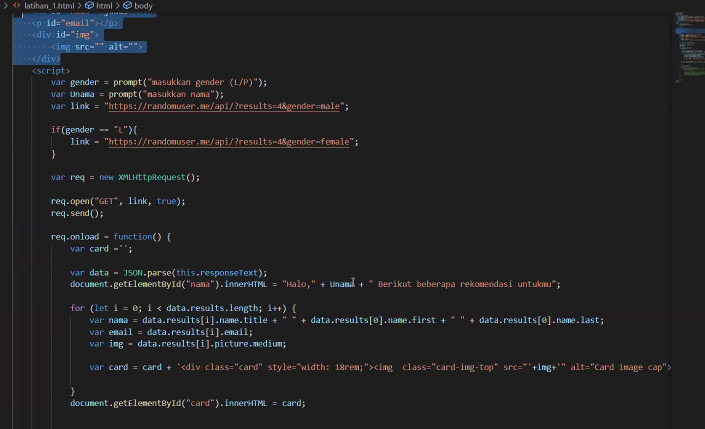 latihan_1.html > html > body
<p id="email"></p>
<div id="img">
<img src="" alt="">
</div>
<script>
var gender = prompt("masukkan gender (L/P)");
var Unama = prompt("masukkan nama");
var link = "https://randomuser.me/api/?results=4&gender=male";
if(gender == "L"){
link = "https://randomuser.me/api/?results=4&gender=female";
}
var req = new XMLHttpRequest();
req.open("GET", link, true);
req.send();
req.onload = function() {
var card ='';
var data = JSON.parse(this.responseText);
document.getElementById("nama").innerHTML = "Halo," + Unama + " Berikut beberapa rekomendasi untukmu";
for (let i = 0; i < data.results.length; i++) {
var nama = data.results[i].name.title + " " + data.results[0].name.first + " " + data.results[0].name.last;
var email = data.results[i].email;
var img = data.results[i].picture.medium;
var card = card + '<div class="card" style="width: 18rem;"><img  class="card-img-top" src="'+img+'" alt="Card image cap">
}
document.getElementById("card").innerHTML = card;